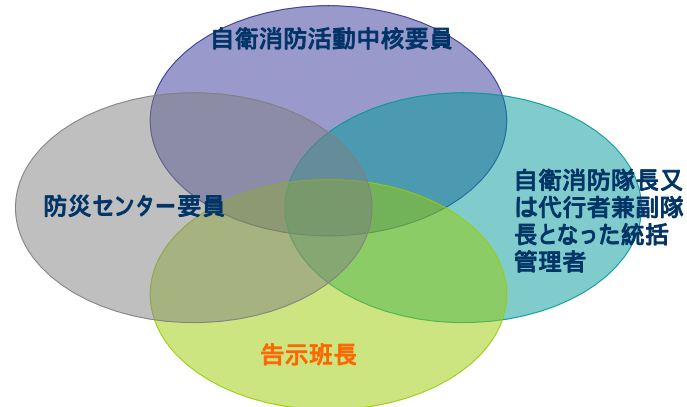 自衛消防活動中核要員
防災センター要員
自衛消防隊長又
は代行者兼副隊
長となった統括
管理者
告示班長